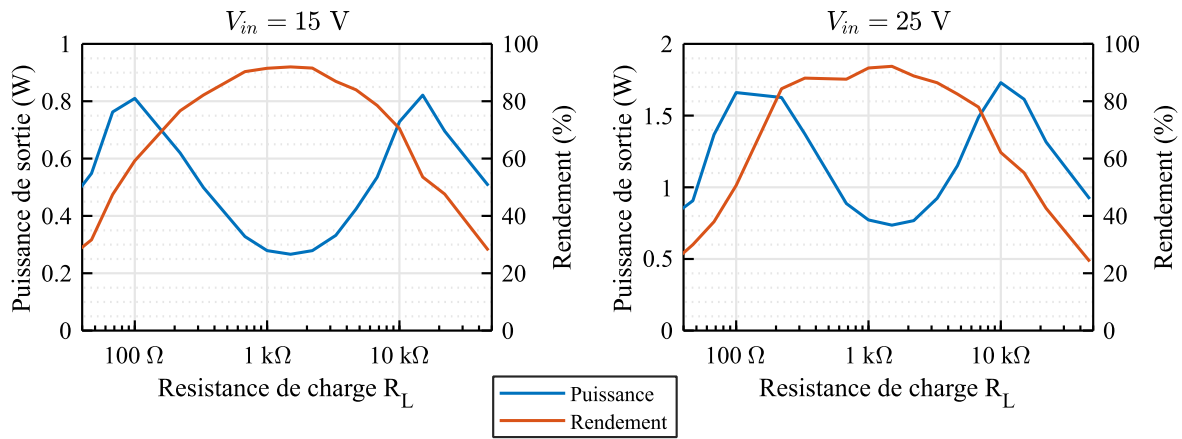 V_in = 15 V
Puissance de sortie (W)
1
0.8
0.6
0.4
0.2
0
100
80
60
40
20
0
Rendement (%)
100 Ω
1 kΩ
10 kΩ
Resistance de charge R_L
V_in = 25 V
Puissance de sortie (W)
2
1.5
1
0.5
0
100
80
60
40
20
0
Rendement (%)
100 Ω
1 kΩ
10 kΩ
Resistance de charge R_L
Puissance
Rendement